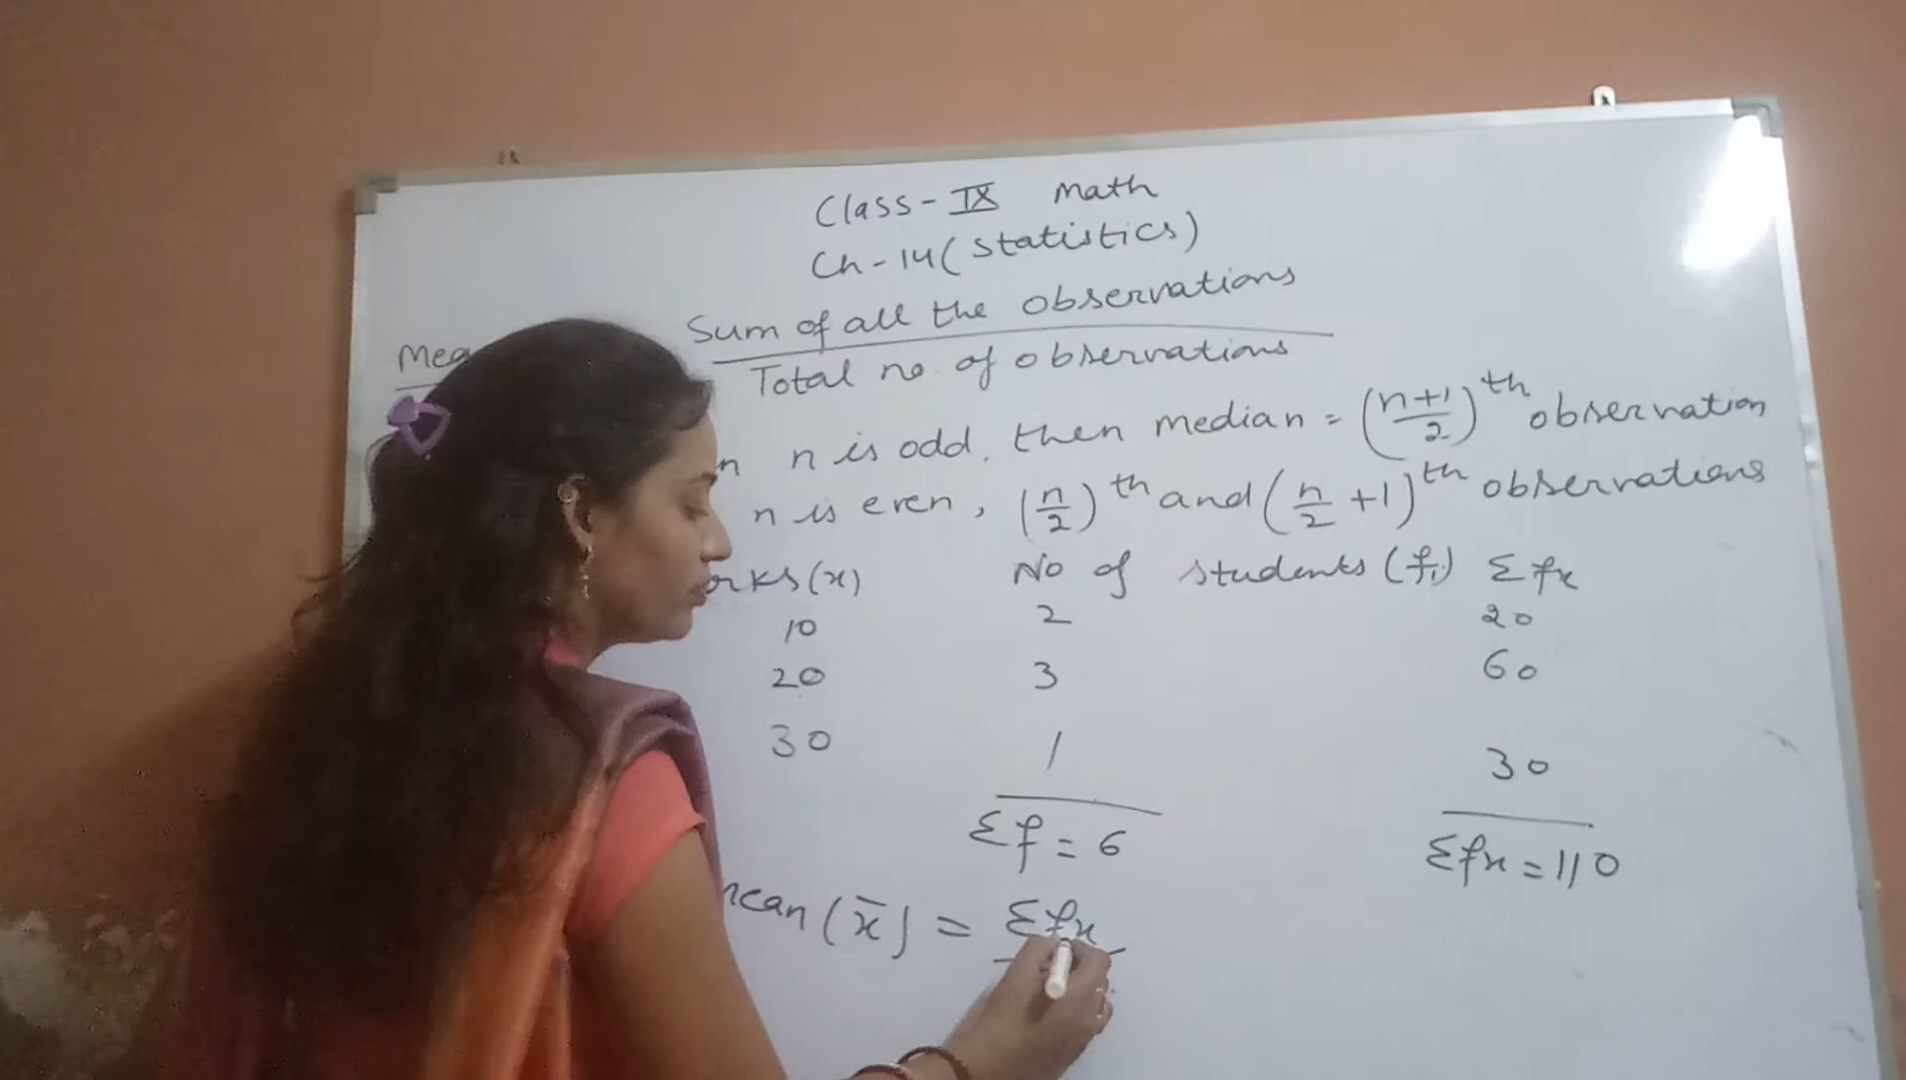 Class-IX Math
Ch-14 (Statistics)
Sum of all the observations
Total no. of observations
n is odd, then median = (n+1/2)th observation
n is even, (n/2)th and (n/2 +1)th observations
(x) No of students (f₁) Σfx
10 2 20
20 3 60
30 1 30
Σf = 6 Σfx = 110
(x̄) = Σfx